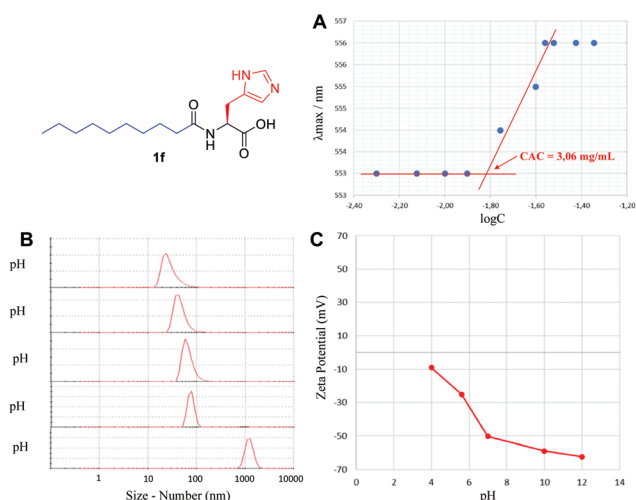 HN
N
O
N
H
OH
O
1f
A
557
556
556
555
555
554
554
553
553
λmax / nm
CAC = 3,06 mg/mL
-2,40 -2,20 -2,00 -1,80 -1,60 -1,40 -1,20
logC
B
pH
pH
pH
pH
pH
1 10 100 1000 10000
Size - Number (nm)
C
70
50
30
10
-10
-30
-50
-70
Zeta Potential (mV)
0 2 4 6 8 10 12 14
pH